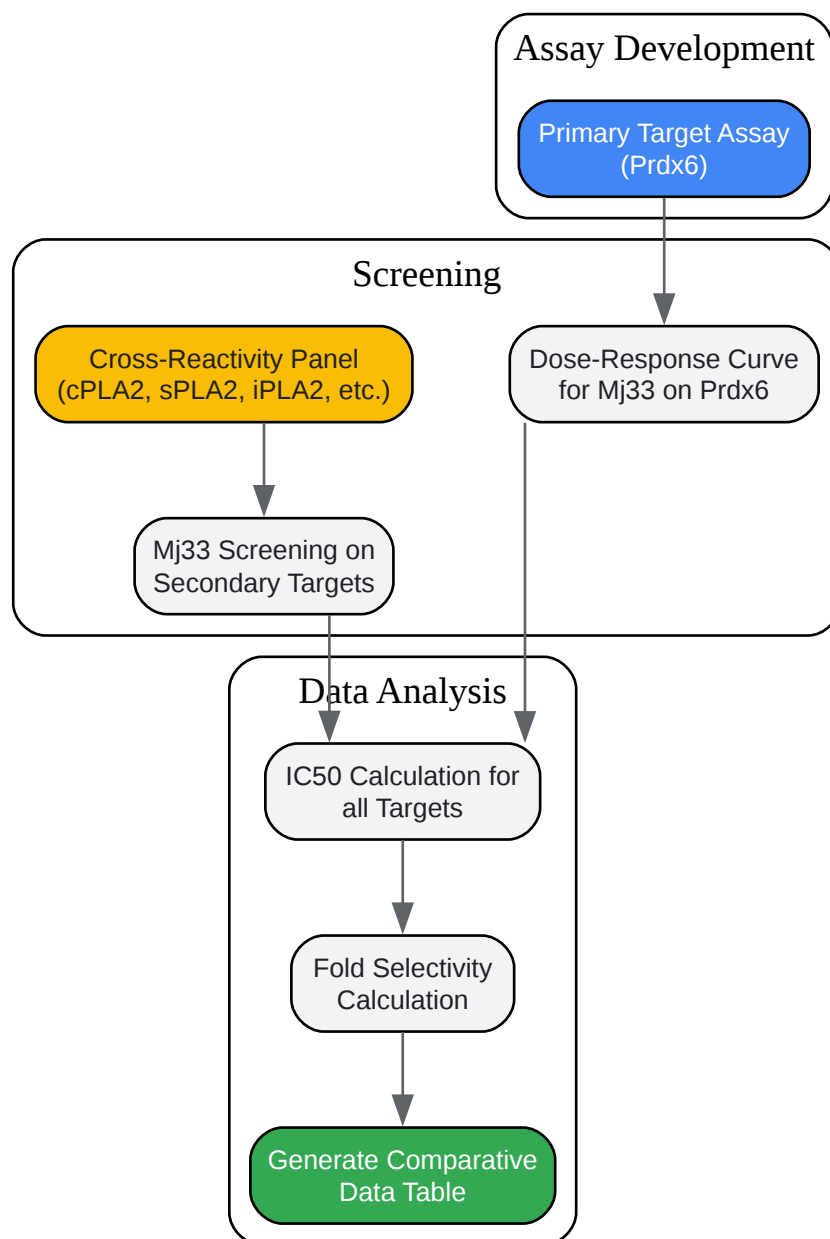 Assay Development
Primary Target Assay
(Prdx6)
Screening
Cross-Reactivity Panel
(cPLA2, sPLA2, iPLA2, etc.)
Dose-Response Curve
for Mj33 on Prdx6
Mj33 Screening on
Secondary Targets
Data Analysis
IC50 Calculation for
all Targets
Fold Selectivity
Calculation
Generate Comparative
Data Table